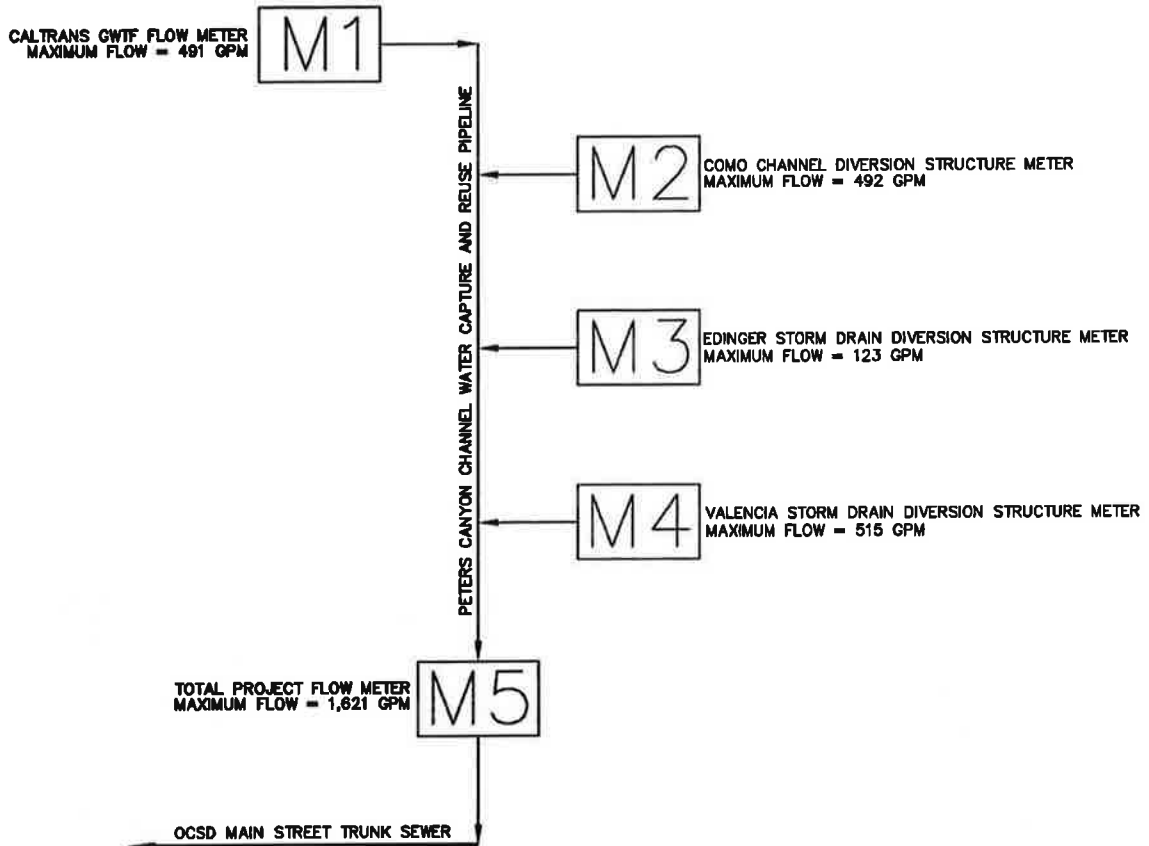 CALTRANS GWTF FLOW METER
MAXIMUM FLOW = 491 GPM
M1
PETERS CANYON CHANNEL WATER CAPTURE AND REUSE PIPELINE
M2
COMO CHANNEL DIVERSION STRUCTURE METER
MAXIMUM FLOW = 492 GPM
M3
EDINGER STORM DRAIN DIVERSION STRUCTURE METER
MAXIMUM FLOW = 123 GPM
M4
VALENCIA STORM DRAIN DIVERSION STRUCTURE METER
MAXIMUM FLOW = 515 GPM
TOTAL PROJECT FLOW METER
MAXIMUM FLOW = 1,621 GPM
M5
OCSD MAIN STREET TRUNK SEWER